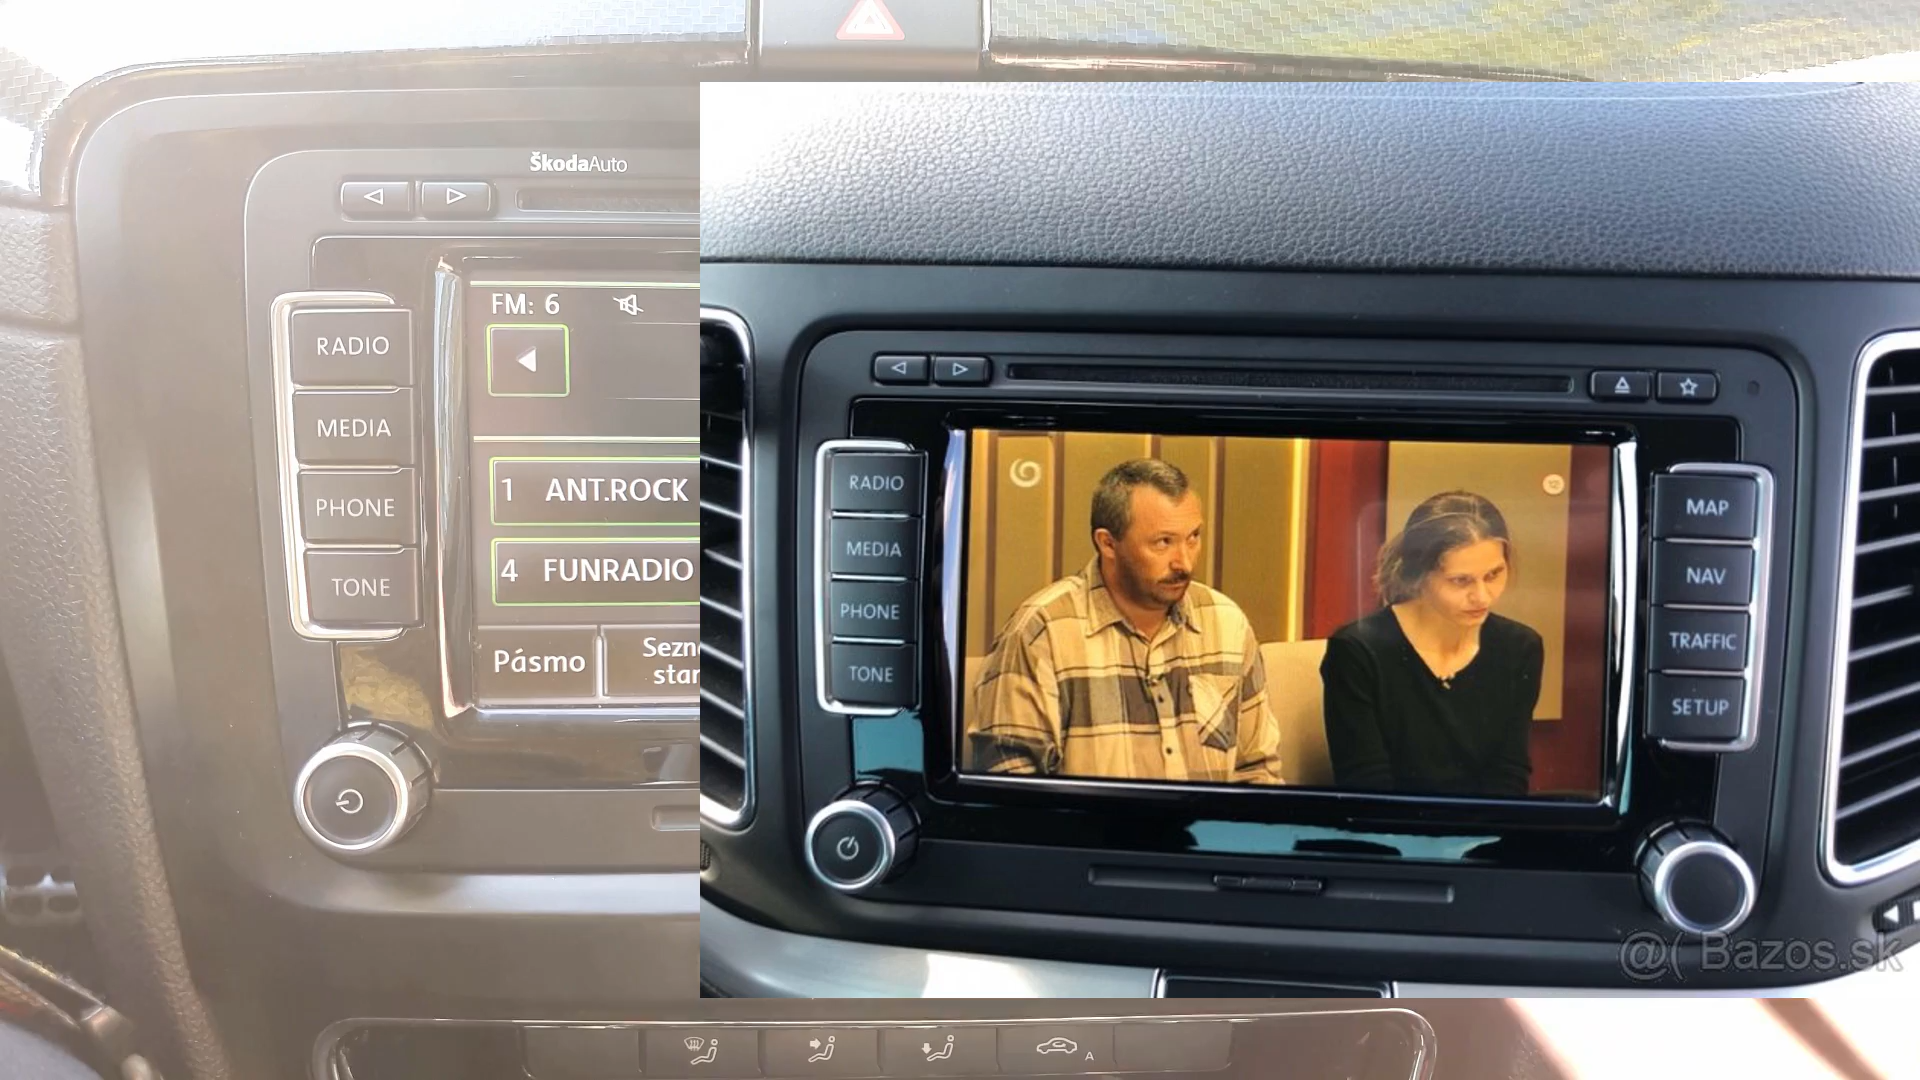 ŠkodaAuto
FM: 6
RADIO
MEDIA
PHONE
TONE
1 ANT.ROCK
4 FUNRADIO
Pásmo
A
RADIO
MEDIA
PHONE
TONE
12
MAP
NAV
TRAFFIC
SETUP
@( Bazos.sk